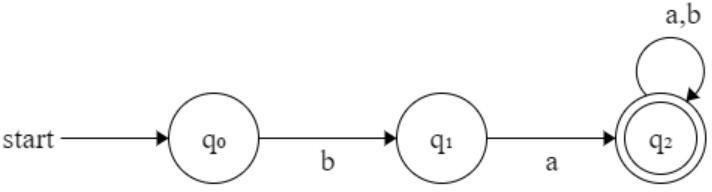 a,b
start q₀ q₁ q₂
b a